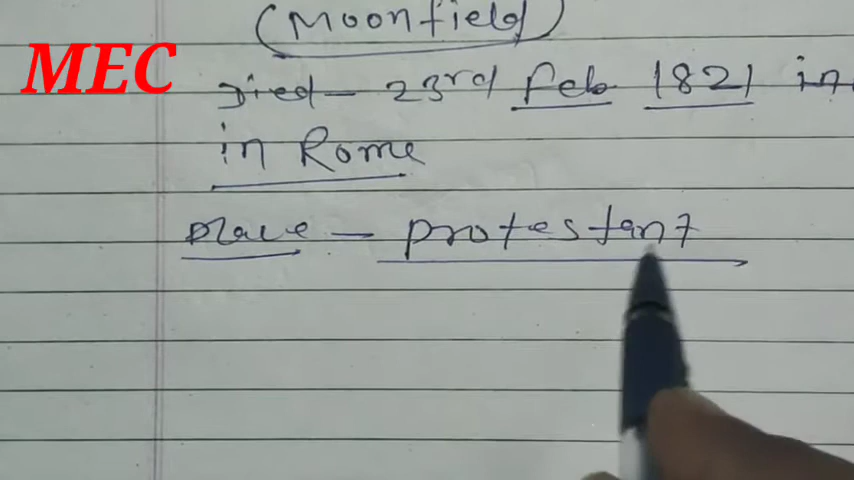 (Moonfield)
MEC
Died - 23rd Feb 1821 in
in Rome
Place - Protestant